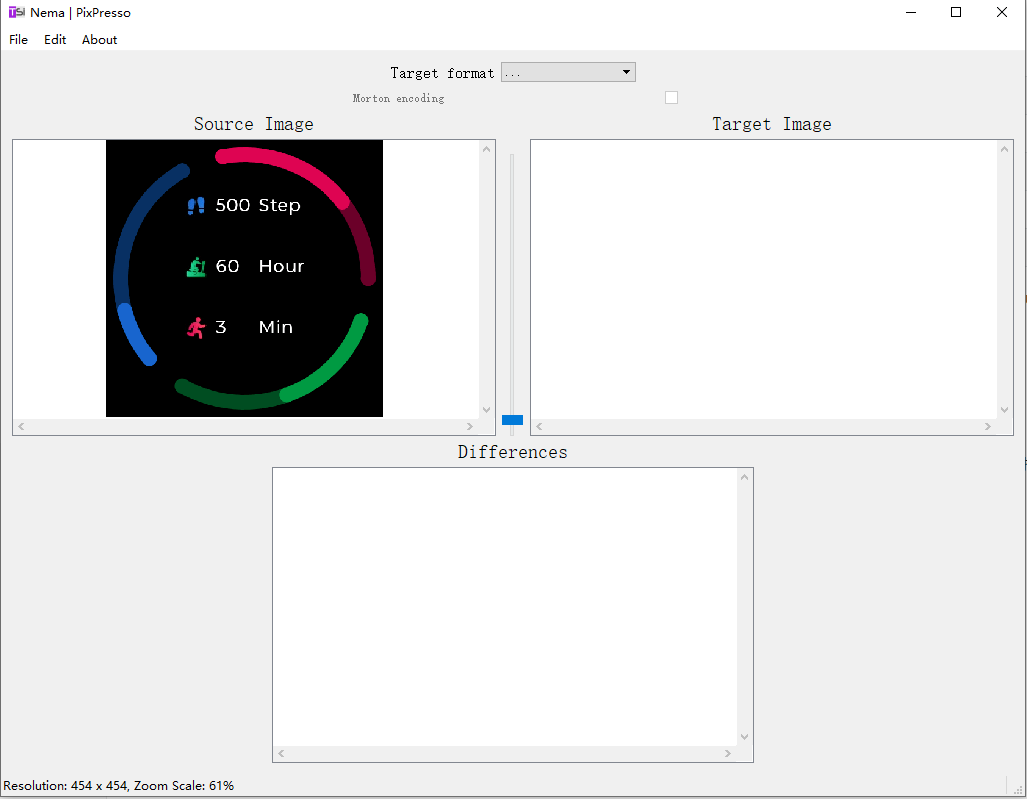 Nema | PixPresso
File Edit About
Target format ...
Morton encoding
Source Image
Target Image
500 Step
60 Hour
3 Min
Differences
Resolution: 454 x 454, Zoom Scale: 61%